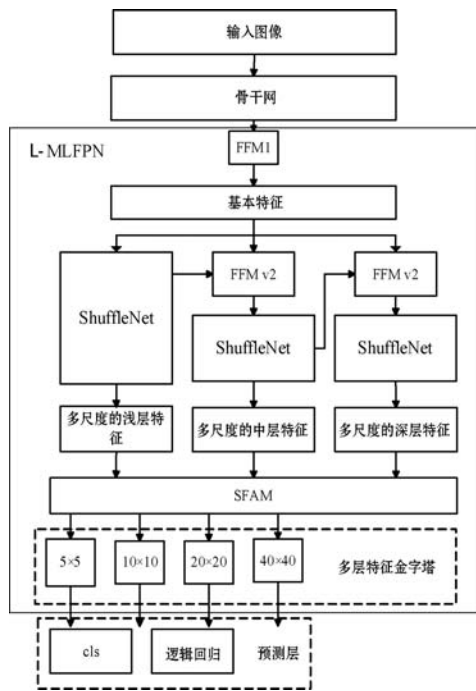 输入图像
骨干网
L-MLFPN
FFM1
基本特征
ShuffleNet
FFM v2
FFM v2
ShuffleNet
ShuffleNet
多尺度的浅层特
征
多尺度的中层特征
多尺度的深层特征
SFAM
5×5
10×10
20×20
40×40
多层特征金字塔
cls
逻辑回归
预测层